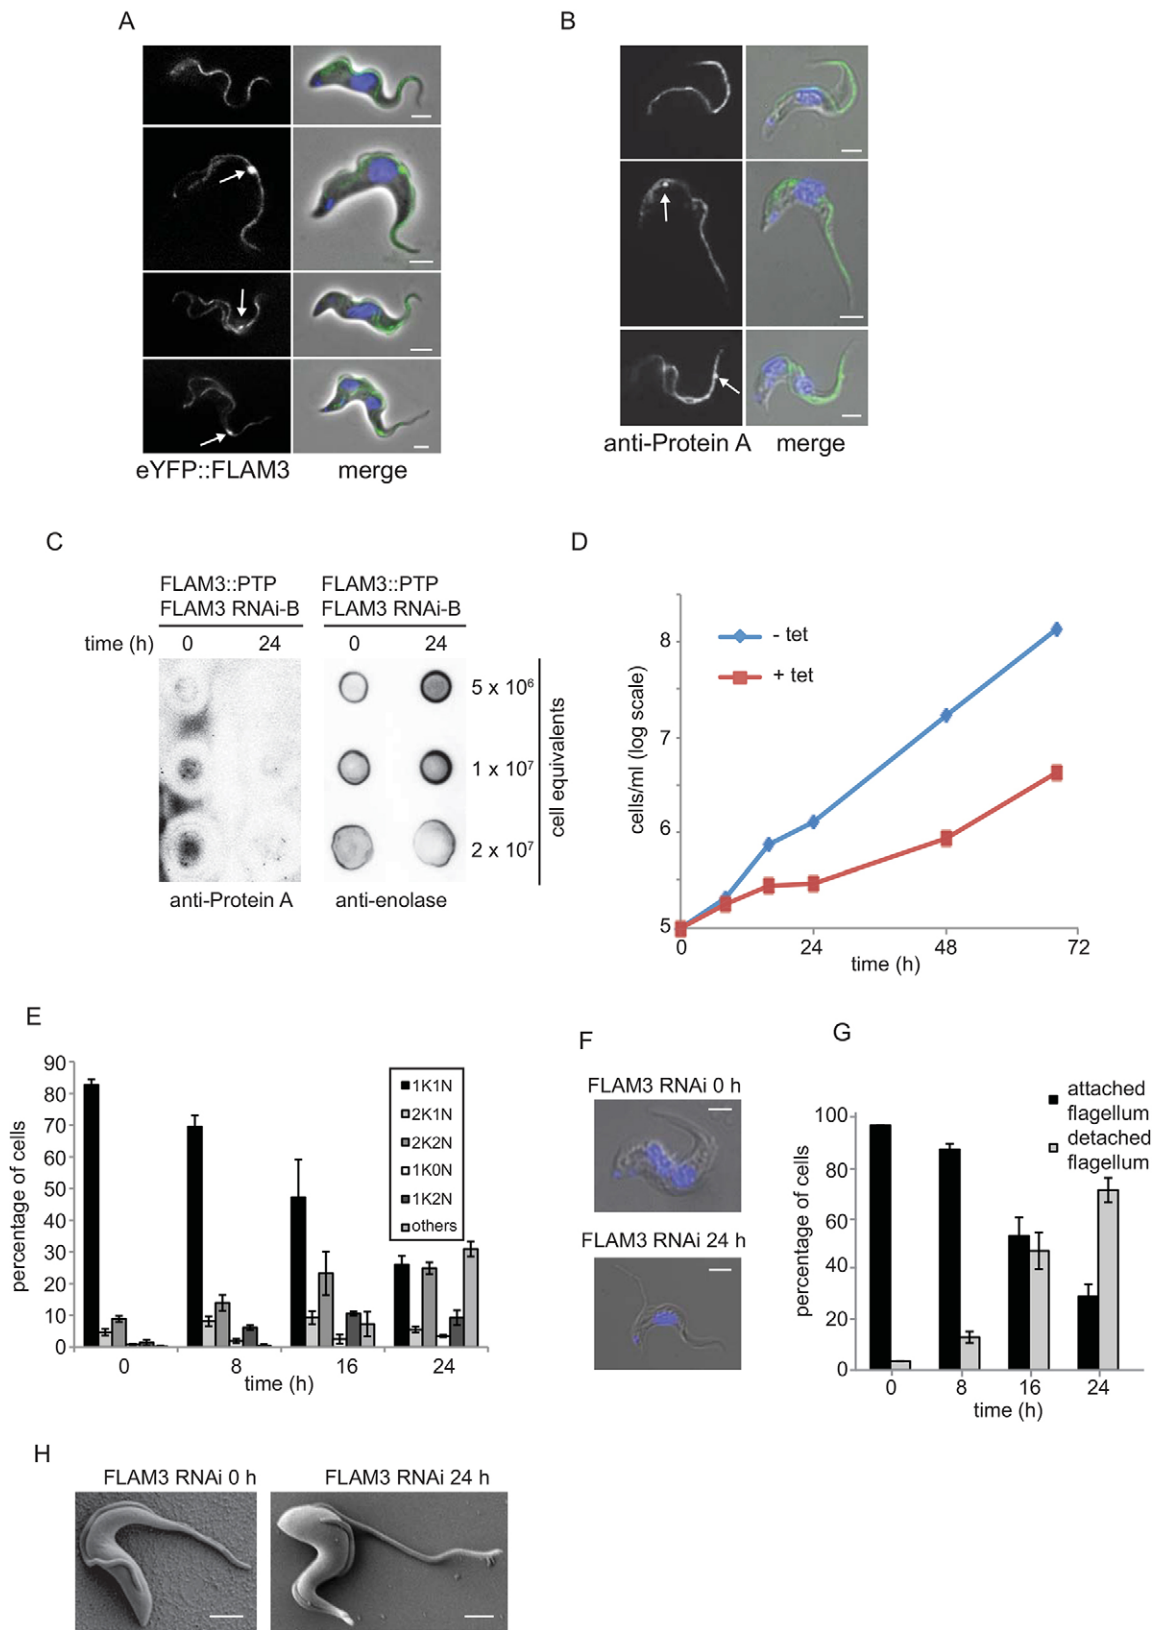 A
B
eYFP::FLAM3 merge
anti-Protein A merge
C
FLAM3::PTP FLAM3::PTP
FLAM3 RNAi-B FLAM3 RNAi-B
time (h) 0 24 0 24
5 x 10⁶
1 x 10⁷
2 x 10⁷
cell equivalents
anti-Protein A anti-enolase
D
cells/ml (log scale)
8
7
6
5
- tet
+ tet
0 24 48 72
time (h)
E
percentage of cells
90
80
70
60
50
40
30
20
10
0
1K1N
2K1N
2K2N
1K0N
1K2N
others
0 8 16 24
time (h)
F
FLAM3 RNAi 0 h
FLAM3 RNAi 24 h
G
attached
flagellum
detached
flagellum
percentage of cells
100
80
60
40
20
0
0 8 16 24
time (h)
H
FLAM3 RNAi 0 h FLAM3 RNAi 24 h